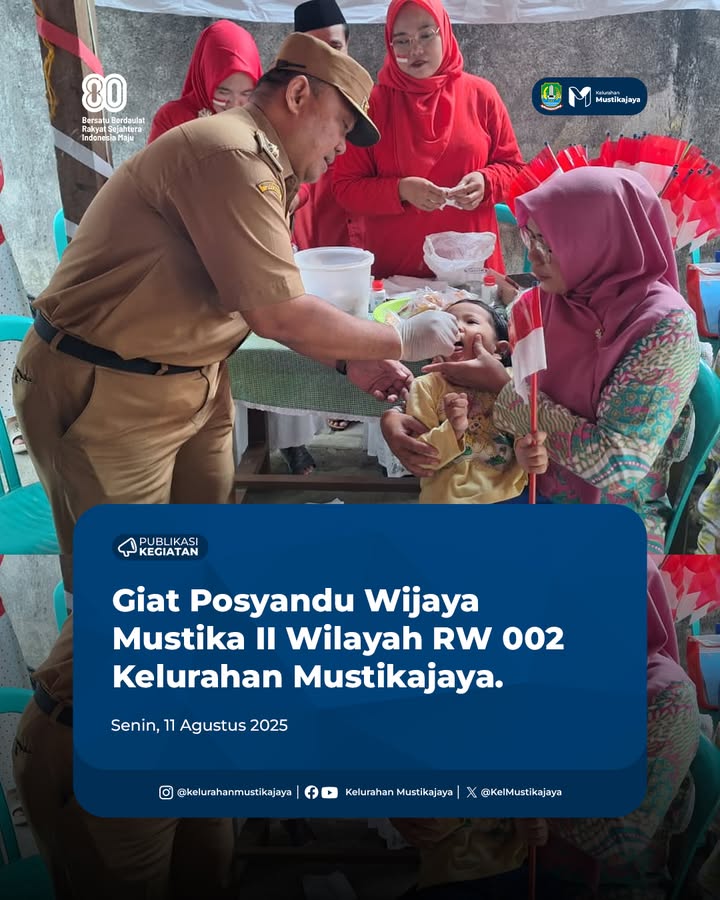 80
Bersatu Berdaulat
Rakyat Sejahtera
Indonesia Maju
Kelurahan
Mustikajaya
PUBLIKASI
KEGIATAN
Giat Posyandu Wijaya
Mustika II Wilayah RW 002
Kelurahan Mustikajaya.
Senin, 11 Agustus 2025
@kelurahanmustikajaya | Kelurahan Mustikajaya | @KelMustikajaya